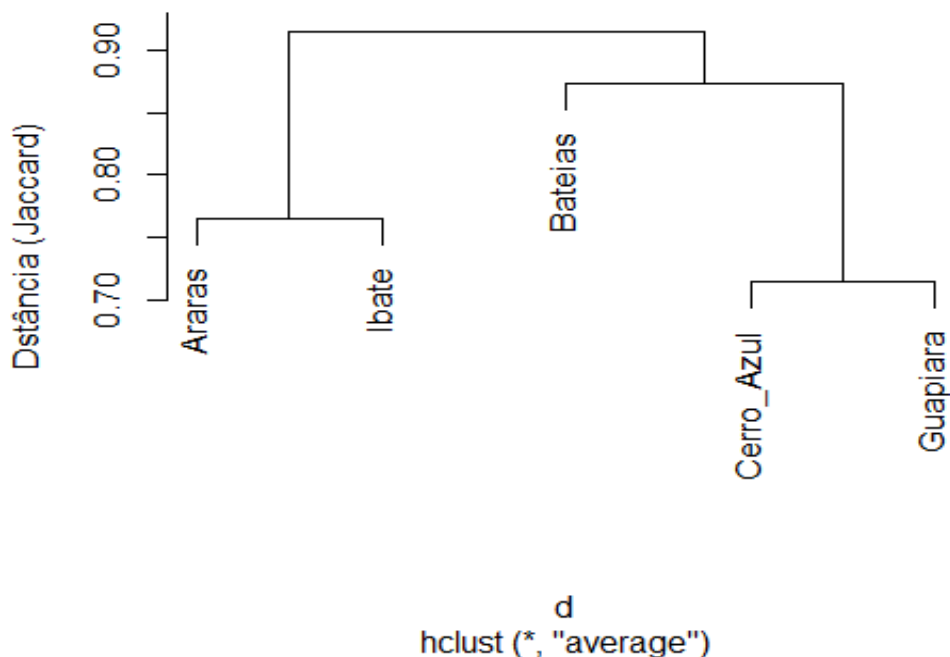 Dstância (Jaccard)
0.90
0.80
0.70
Araras
Ibate
Bateias
Cerro_Azul
Guapiara
d
hclust (*, "average")